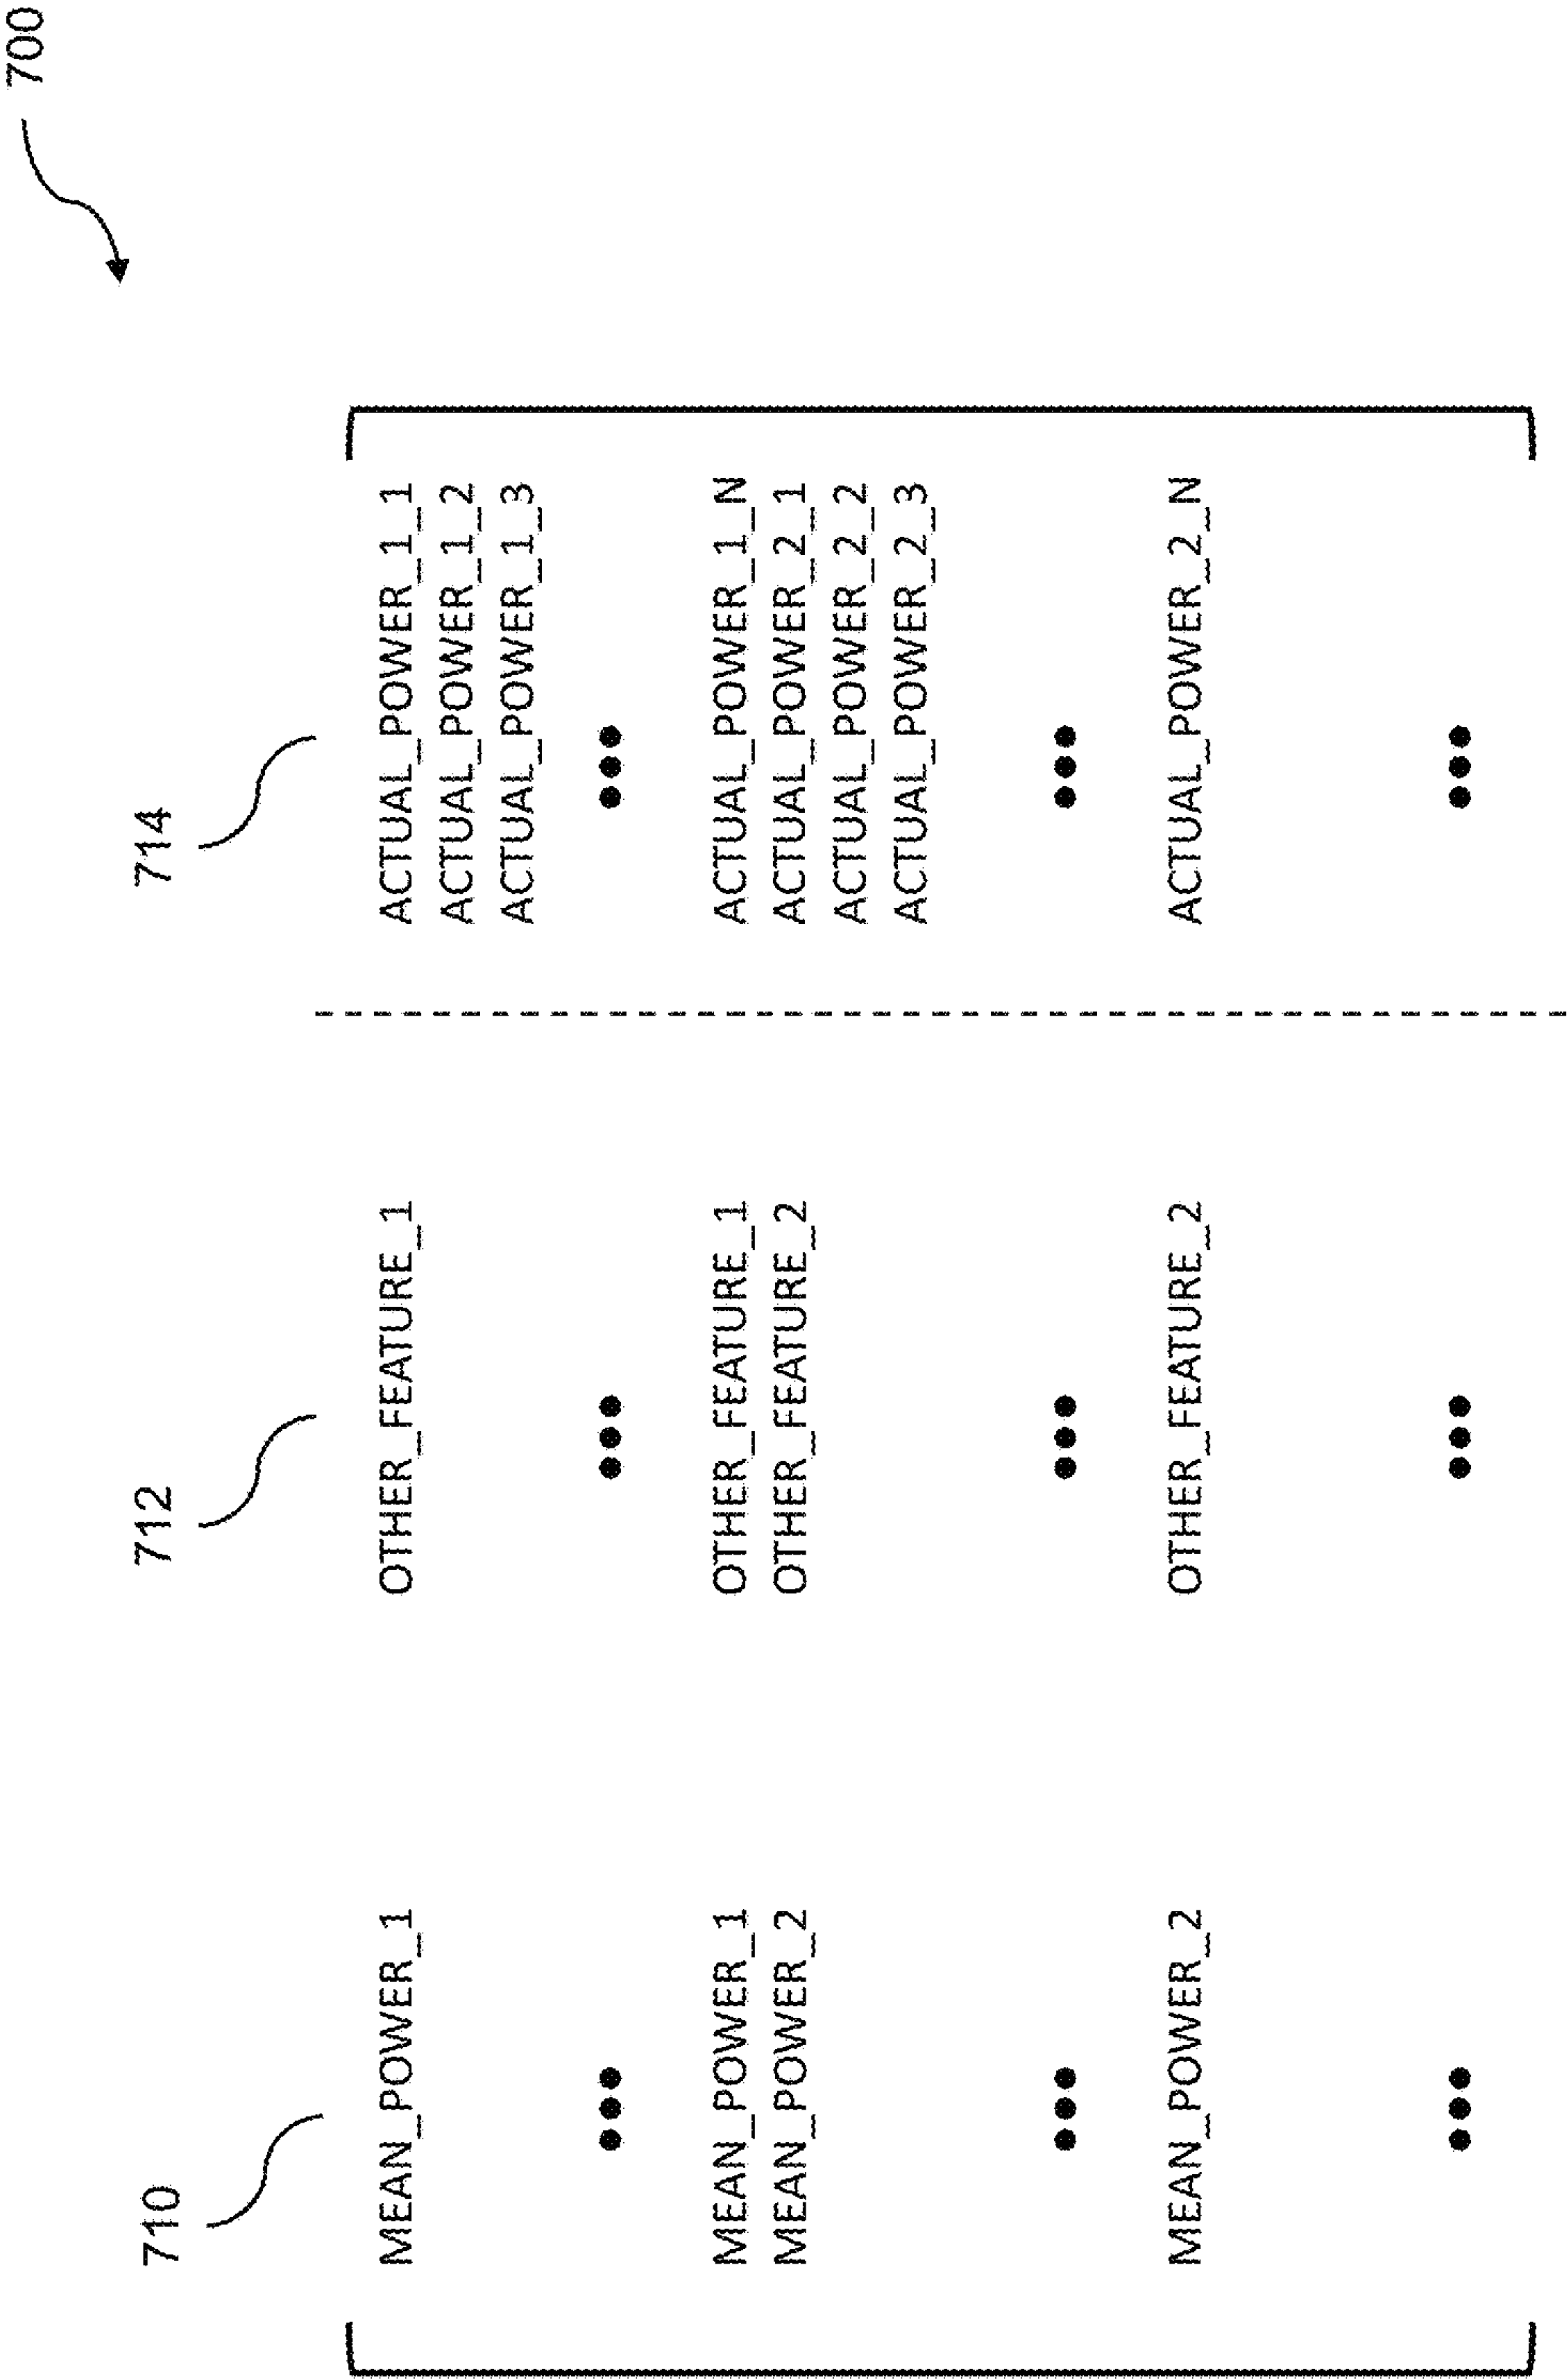 700
710 712 714
MEAN_POWER_1 OTHER_FEATURE_1 ACTUAL_POWER_1_1
ACTUAL_POWER_1_2
ACTUAL_POWER_1_3
MEAN_POWER_1 OTHER_FEATURE_1 ACTUAL_POWER_1_N
MEAN_POWER_2 OTHER_FEATURE_2 ACTUAL_POWER_2_1
ACTUAL_POWER_2_2
ACTUAL_POWER_2_3
MEAN_POWER_2 OTHER_FEATURE_2 ACTUAL_POWER_2_N